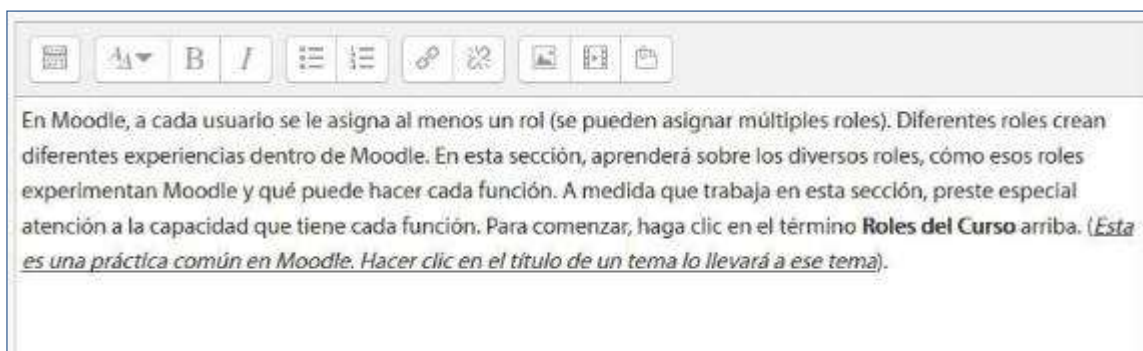 En Moodle, a cada usuario se le asigna al menos un rol (se pueden asignar múltiples roles). Diferentes roles crean
diferentes experiencias dentro de Moodle. En esta sección, aprenderá sobre los diversos roles, cómo esos roles
experimentan Moodle y qué puede hacer cada función. A medida que trabaja en esta sección, preste especial
atención a la capacidad que tiene cada función. Para comenzar, haga clic en el término Roles del Curso arriba. (Esta
es una práctica común en Moodle. Hacer clic en el título de un tema lo llevará a ese tema).